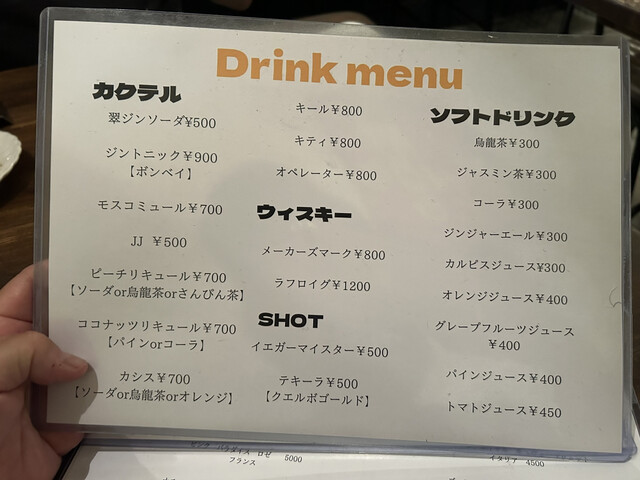 Drink menu
カクテル
翠ジンソーダ¥500
ジントニック¥900
【ボンベイ】
モスコミュール¥700
JJ ¥500
ピーチリキュール¥700
【ソーダor烏龍茶orさんぴん茶】
ココナッツリキュール¥700
【パインorコーラ】
カシス¥700
【ソーダor烏龍茶orオレンジ】
キール¥800
キティ¥800
オペレーター¥800
ウィスキー
メーカーズマーク¥800
ラフロイグ¥1200
SHOT
イエガーマイスター¥500
テキーラ¥500
【クエルボゴールド】
ソフトドリンク
烏龍茶¥300
ジャスミン茶¥300
コーラ¥300
ジンジャーエール¥300
カルピスジュース¥300
オレンジジュース¥400
グレープフルーツジュース
¥400
パインジュース¥400
トマトジュース¥450
パラダイス ロゼ 5000
フランス
イタリア 4500